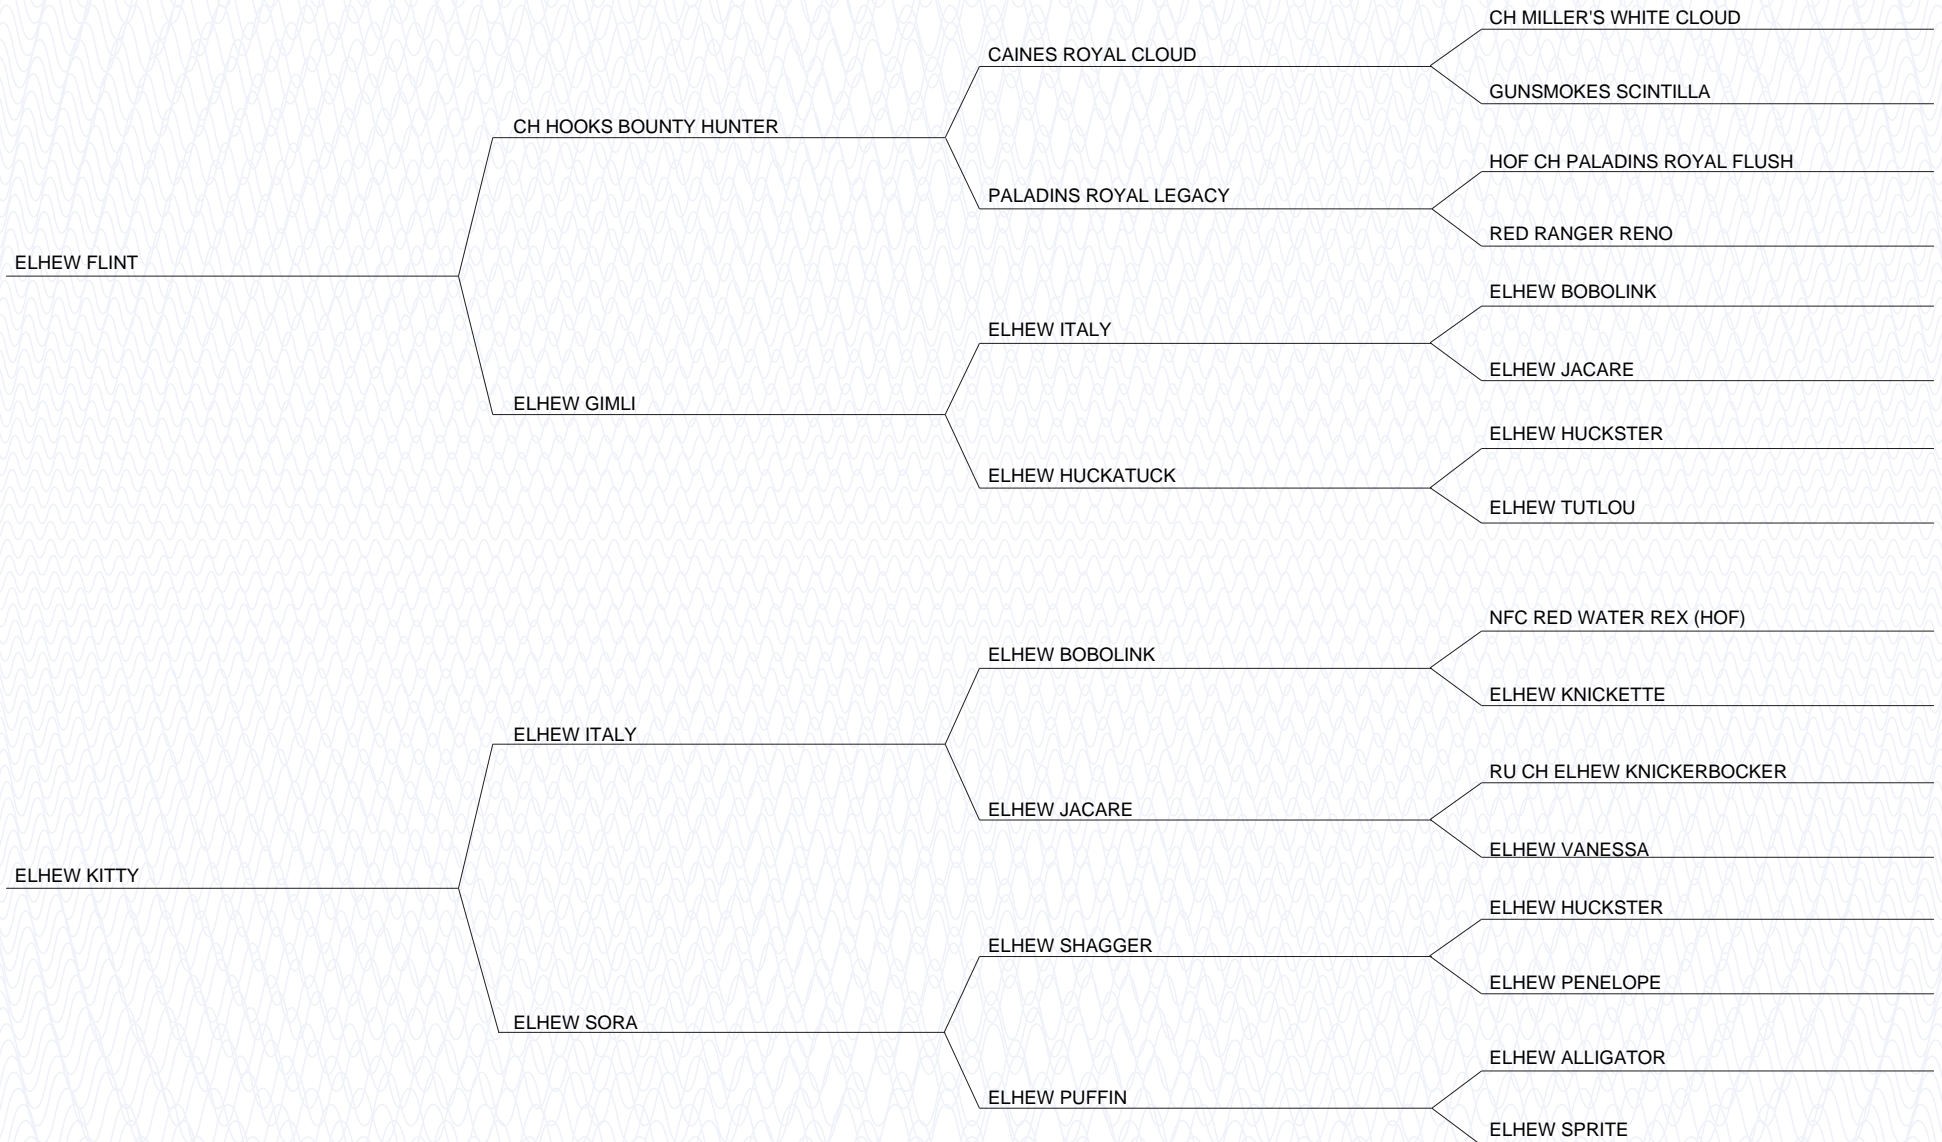 CH MILLER'S WHITE CLOUD
CAINES ROYAL CLOUD
GUNSMOKES SCINTILLA
CH HOOKS BOUNTY HUNTER
HOF CH PALADINS ROYAL FLUSH
PALADINS ROYAL LEGACY
RED RANGER RENO
ELHEW FLINT
ELHEW BOBOLINK
ELHEW ITALY
ELHEW JACARE
ELHEW GIMLI
ELHEW HUCKSTER
ELHEW HUCKATUCK
ELHEW TUTLOU
NFC RED WATER REX (HOF)
ELHEW BOBOLINK
ELHEW KNICKETTE
ELHEW ITALY
RU CH ELHEW KNICKERBOCKER
ELHEW JACARE
ELHEW VANESSA
ELHEW KITTY
ELHEW HUCKSTER
ELHEW SHAGGER
ELHEW PENELOPE
ELHEW SORA
ELHEW ALLIGATOR
ELHEW PUFFIN
ELHEW SPRITE